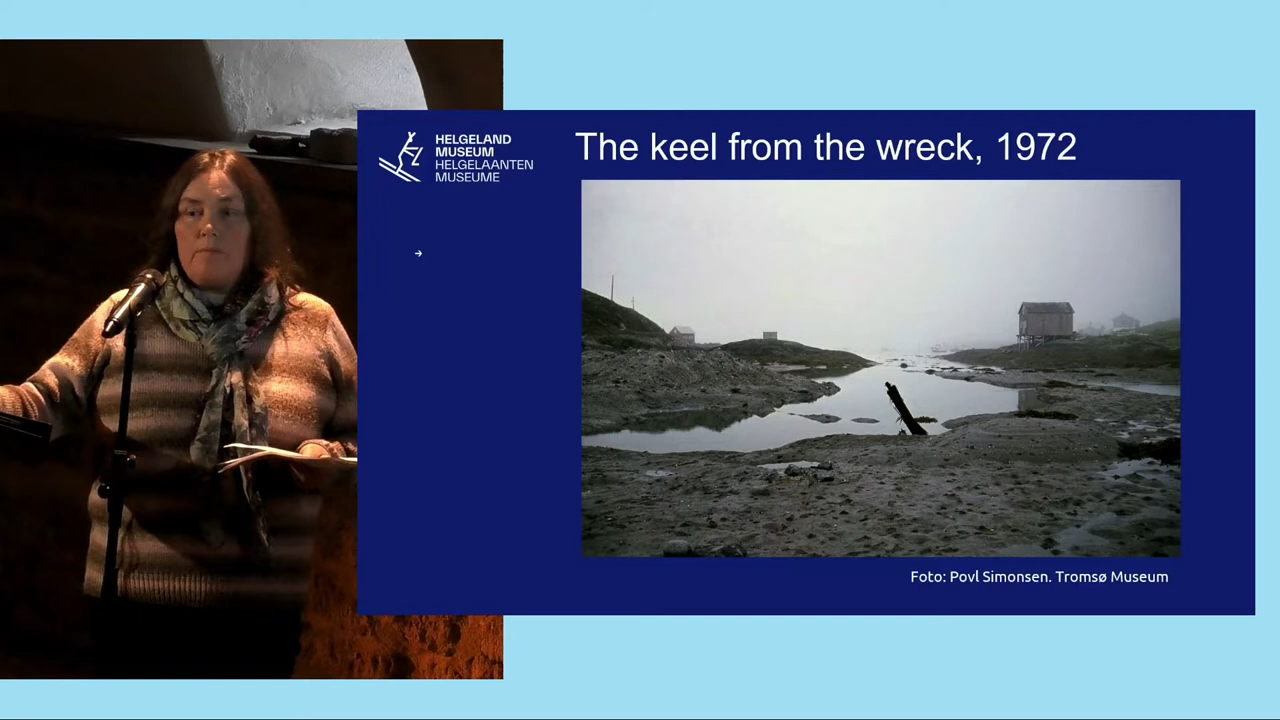 HELGELAND
MUSEUM
HELGELAANTEN
MUSEUME
The keel from the wreck, 1972
Foto: Povl Simonsen. Tromsø Museum